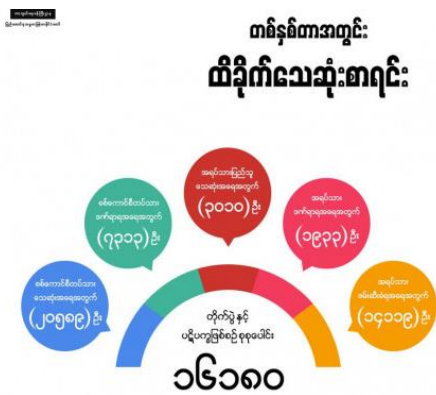 တစ်နှစ်တာအတွင်း
ထိခိုက်သေဆုံးစာရင်း
အရပ်သားပြည်သူ
သေဆုံးအရေအတွက်
(၃၀၁၀) ဦး
စစ်ကောင်စီတပ်သား
ဒဏ်ရာရအရေအတွက်
(၇၃၁၃) ဦး
အရပ်သား
ဒဏ်ရာရအရေအတွက်
(၁၉၃၃) ဦး
စစ်ကောင်စီတပ်သား
သေဆုံးအရေအတွက်
(၂၀၅၈၉) ဦး
အရပ်သား
ဖမ်းဆီးခံရအရေအတွက်
(၁၄၁၁၉) ဦး
တိုက်ပွဲ နှင့်
ပဋိပက္ခဖြစ်စဉ် စုစုပေါင်း
၁၆၁၈၀